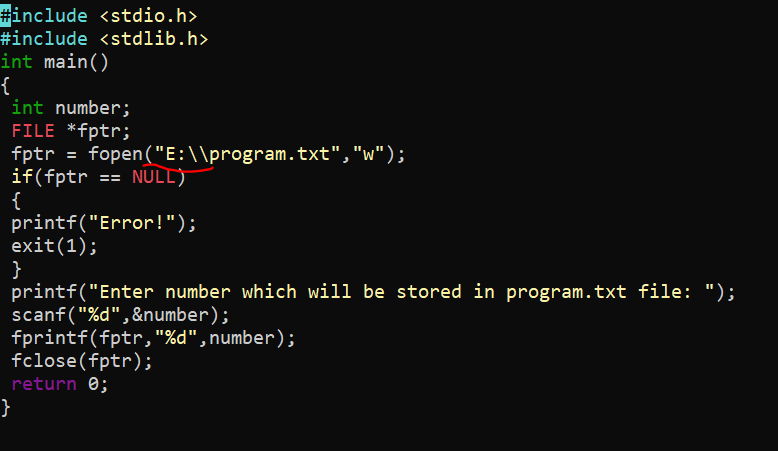 #include <stdio.h>
#include <stdlib.h>
int main()
{
 int number;
 FILE *fptr;
 fptr = fopen("E:\\program.txt","w");
 if(fptr == NULL)
 {
 printf("Error!");
 exit(1);
 }
 printf("Enter number which will be stored in program.txt file: ");
 scanf("%d",&number);
 fprintf(fptr,"%d",number);
 fclose(fptr);
 return 0;
}